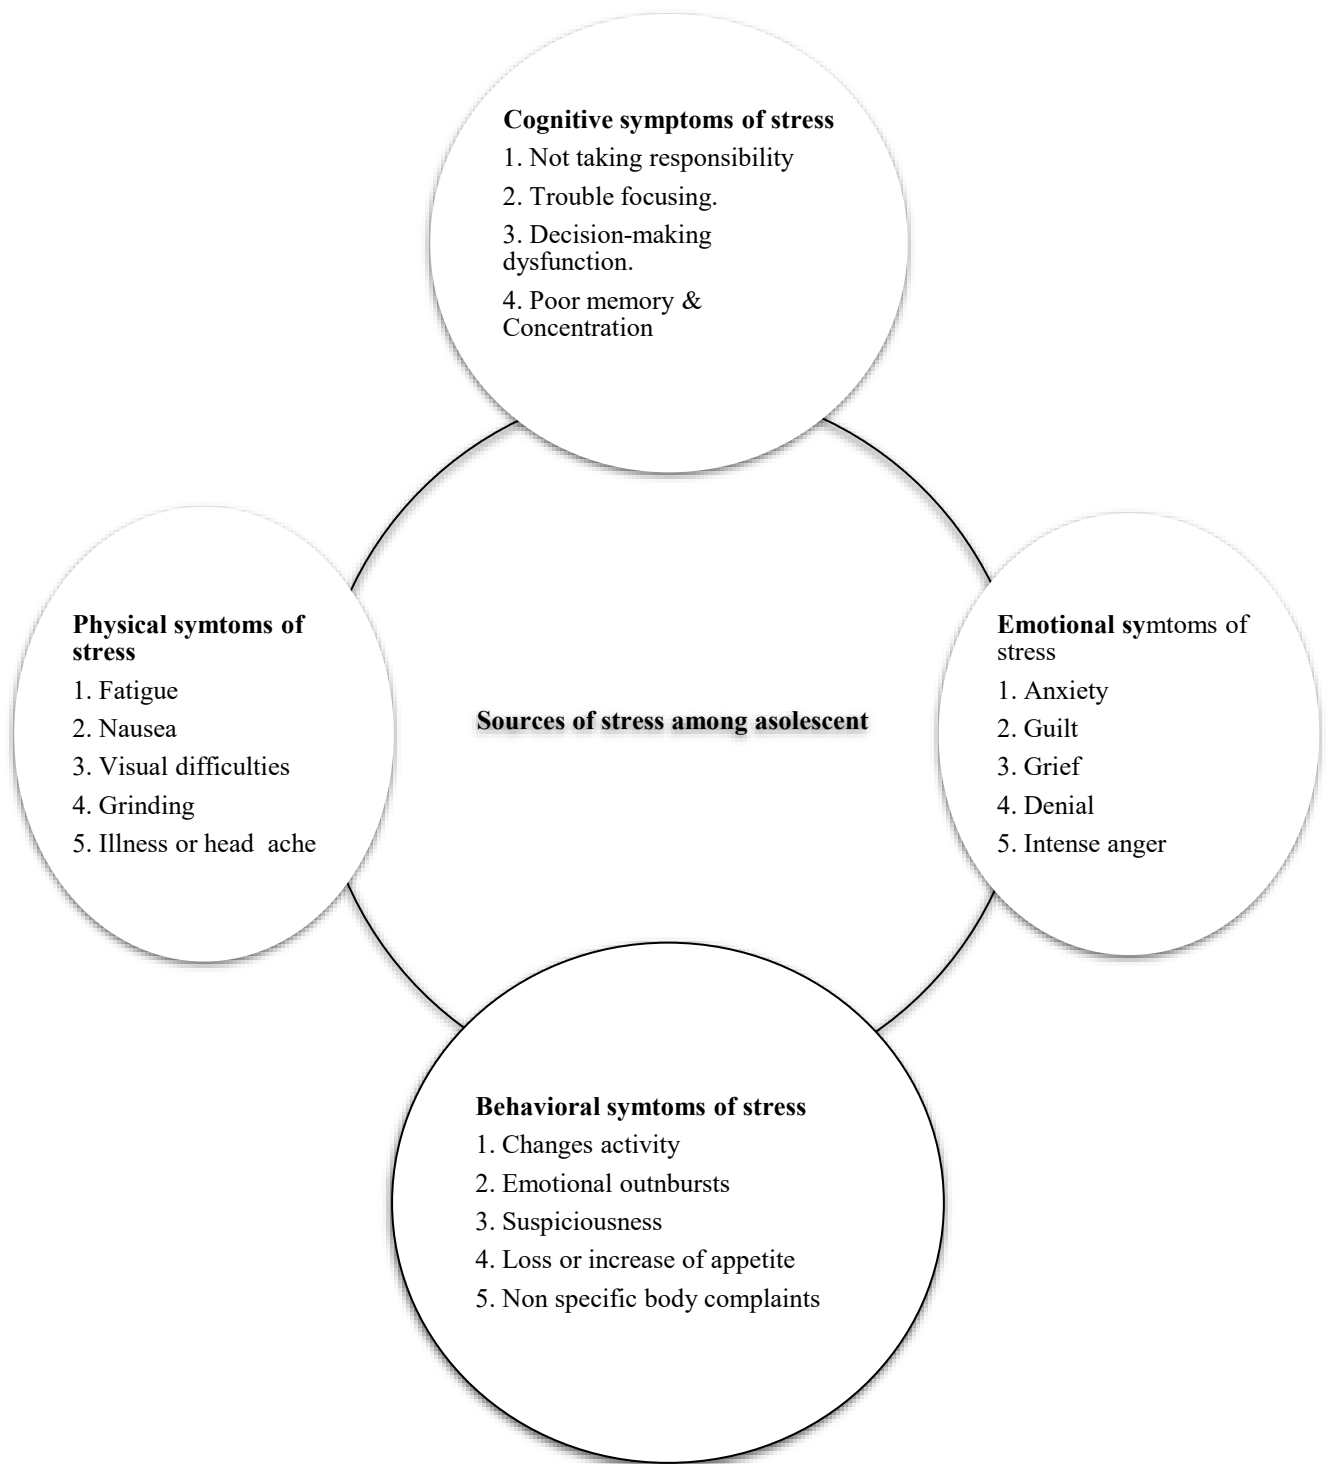 Cognitive symptoms of stress
1. Not taking responsibility
2. Trouble focusing.
3. Decision-making
dysfunction.
4. Poor memory &
Concentration
Physical symtoms of
stress
1. Fatigue
2. Nausea
3. Visual difficulties
4. Grinding
5. Illness or head  ache
Sources of stress among asolescent
Emotional symtoms of
stress
1. Anxiety
2. Guilt
3. Grief
4. Denial
5. Intense anger
Behavioral symtoms of stress
1. Changes activity
2. Emotional outnbursts
3. Suspiciousness
4. Loss or increase of appetite
5. Non specific body complaints